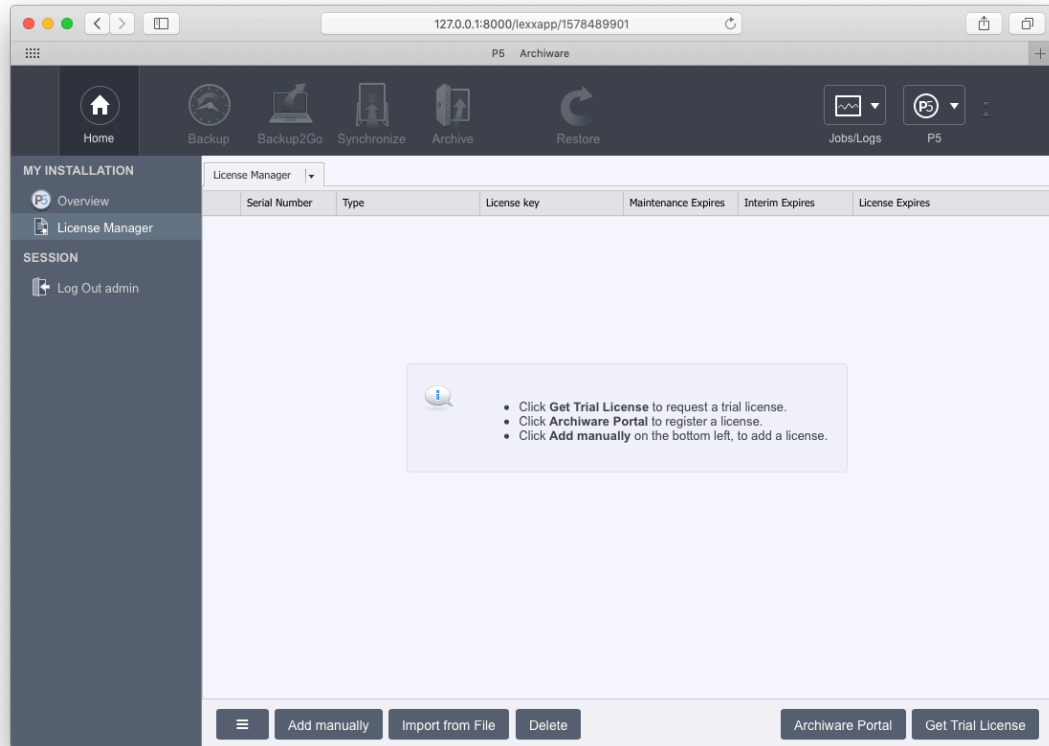 127.0.0.1:8000/lexxapp/1578489901
P5 Archiware
Home
Backup
Backup2Go
Synchronize
Archive
Restore
Jobs/Logs
P5
P5
MY INSTALLATION
P5 Overview
License Manager
SESSION
Log Out admin
License Manager
Serial Number Type License key Maintenance Expires Interim Expires License Expires
• Click Get Trial License to request a trial license.
• Click Archiware Portal to register a license.
• Click Add manually on the bottom left, to add a license.
Add manually Import from File Delete Archiware Portal Get Trial License